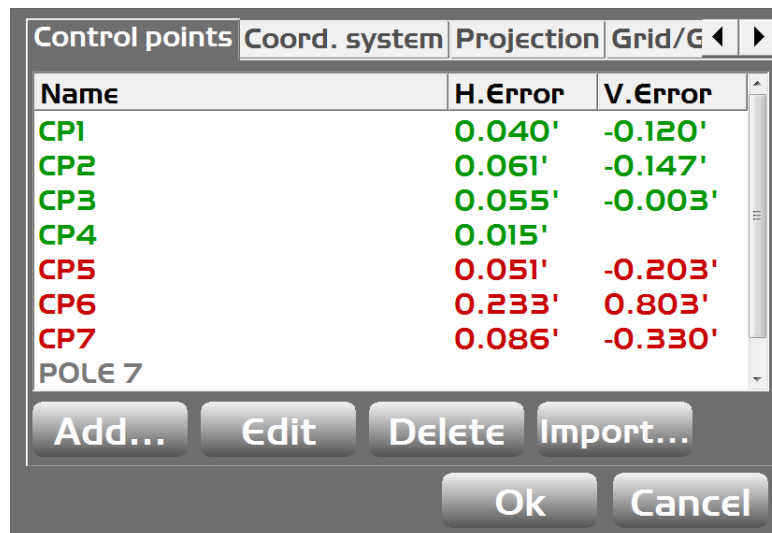 Control points Coord. system Projection Grid/G
Name H.Error V.Error
CP1 0.040' -0.120'
CP2 0.061' -0.147'
CP3 0.055' -0.003'
CP4 0.015'
CP5 0.051' -0.203'
CP6 0.233' 0.803'
CP7 0.086' -0.330'
POLE 7
Add... Edit Delete Import...
Ok Cancel